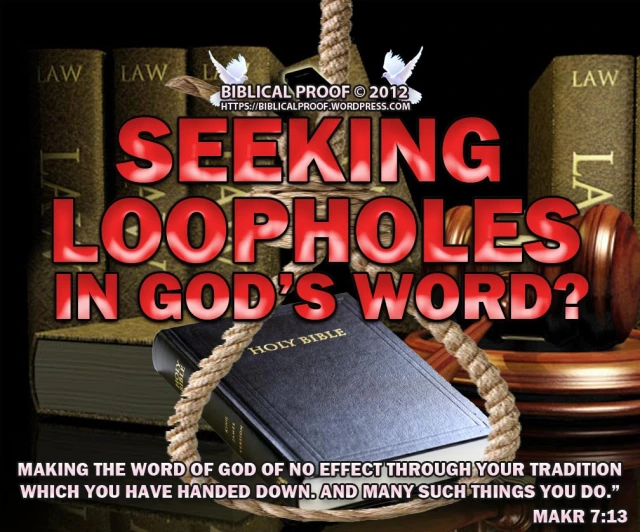 LAW
LAW
LA
LAW
BIBLICAL PROOF © 2012
HTTPS://BIBLICALPROOF.WORDPRESS.COM
SEEKING
LOOPHOLES
IN GOD'S WORD?
HOLY BIBLE
HOLY
BIBLE
MAKING THE WORD OF GOD OF NO EFFECT THROUGH YOUR TRADITION
WHICH YOU HAVE HANDED DOWN. AND MANY SUCH THINGS YOU DO.”
MAKR 7:13